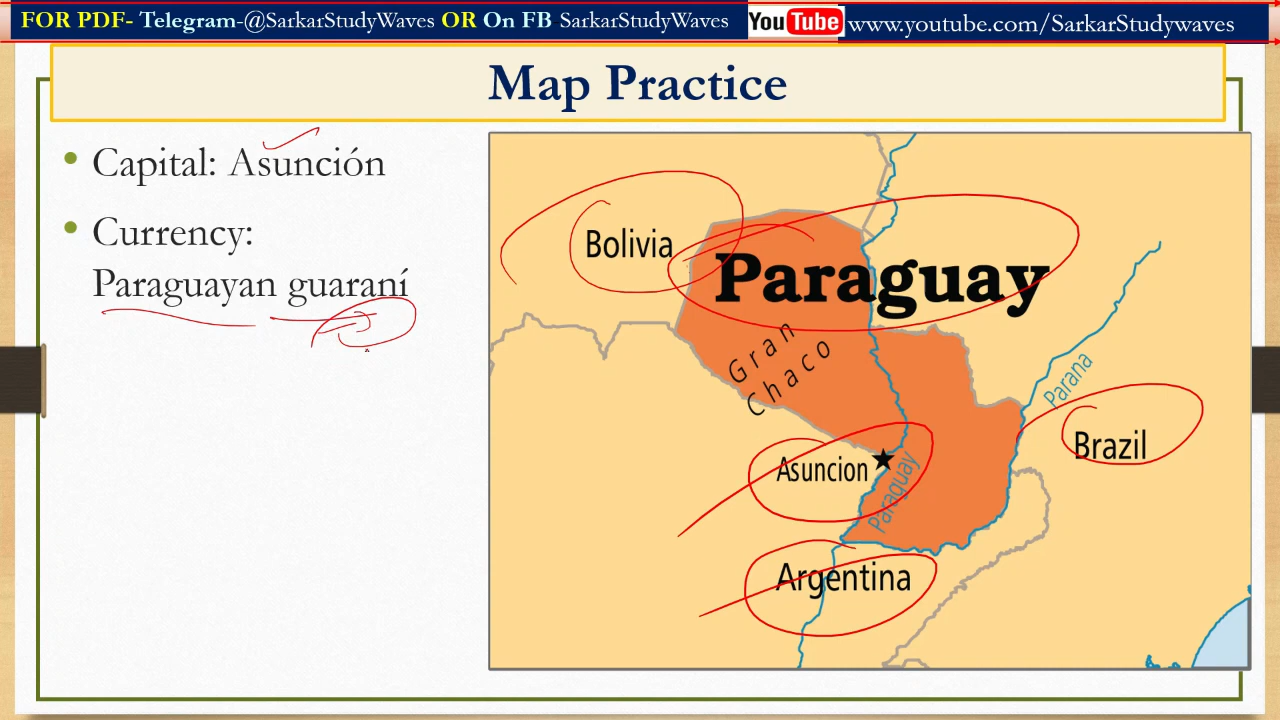 FOR PDF- Telegram-@SarkarStudyWaves OR On FB-SarkarStudyWaves YouTube www.youtube.com/SarkarStudywaves
Map Practice
Capital: Asunción
Currency:
Paraguayan guaraní
Bolivia
Paraguay
Gran
Chaco
Parana
Brazil
Asuncion
Paraguay
Argentina